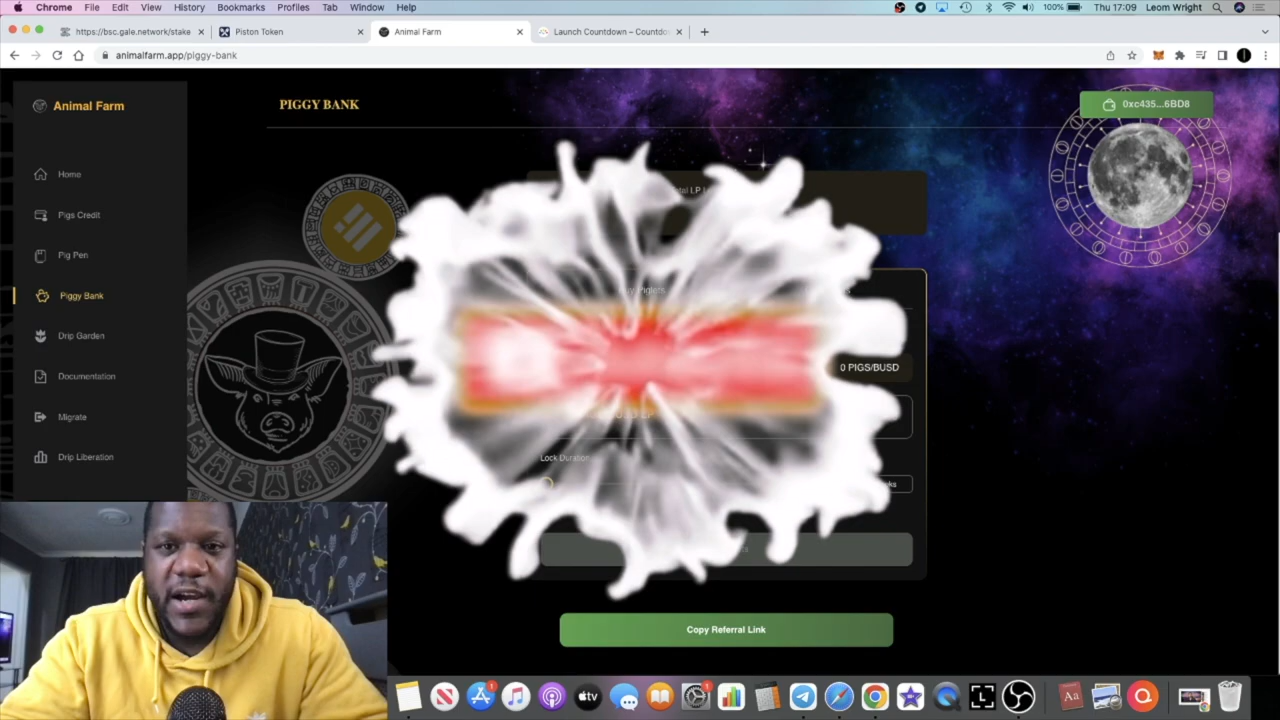 Chrome File Edit View History Bookmarks Profiles Tab Window Help 100% Thu 17:09 Leom Wright
https://bsc.gale.network/stake Piston Token Animal Farm Launch Countdown – Countdo
animalfarm.app/piggy-bank
Animal Farm
PIGGY BANK
0xc435...6BD8
Home
Pigs Credit
Pig Pen
Piggy Bank
Drip Garden
Documentation
Migrate
Drip Liberation
0 PIGS/BUSD
Lock Duration
Copy Referral Link